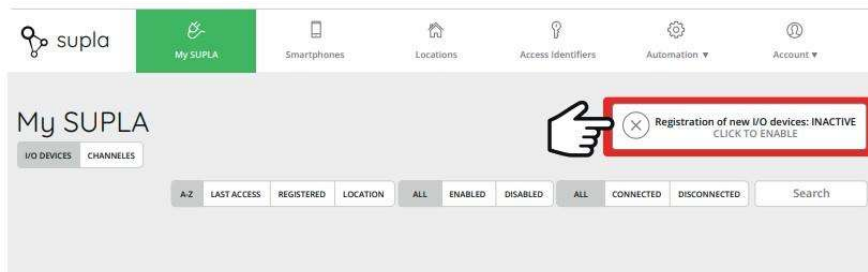 supla
My SUPLA
Smartphones
Locations
Access Identifiers
Automation ▼
Account ▼
My SUPLA
Registration of new I/O devices: INACTIVE
CLICK TO ENABLE
I/O DEVICES CHANNELES
A-Z LAST ACCESS REGISTERED LOCATION ALL ENABLED DISABLED ALL CONNECTED DISCONNECTED Search